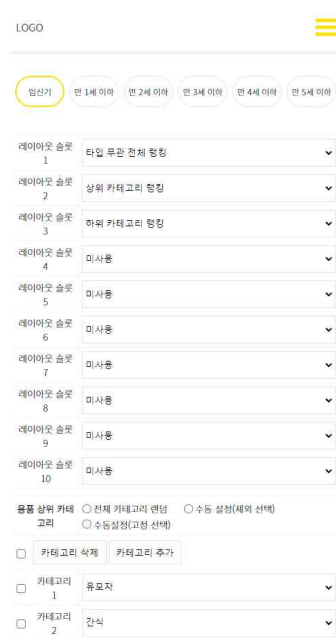 LOGO
임신기 만 1세 이하 만 2세 이하 만 3세 이하 만 4세 이하 만 5세 이하
레이아웃 슬롯 1 타입 무관 전체 랭킹
레이아웃 슬롯 2 상위 카테고리 랭킹
레이아웃 슬롯 3 하위 카테고리 랭킹
레이아웃 슬롯 4 미사용
레이아웃 슬롯 5 미사용
레이아웃 슬롯 6 미사용
레이아웃 슬롯 7 미사용
레이아웃 슬롯 8 미사용
레이아웃 슬롯 9 미사용
레이아웃 슬롯 10 미사용
용품 상위 카테고리 전체 카테고리 랜덤 수동 설정(제외 선택)
수동설정(고정 선택)
카테고리 삭제 카테고리 추가
카테고리 1 유모차
카테고리 2 간식